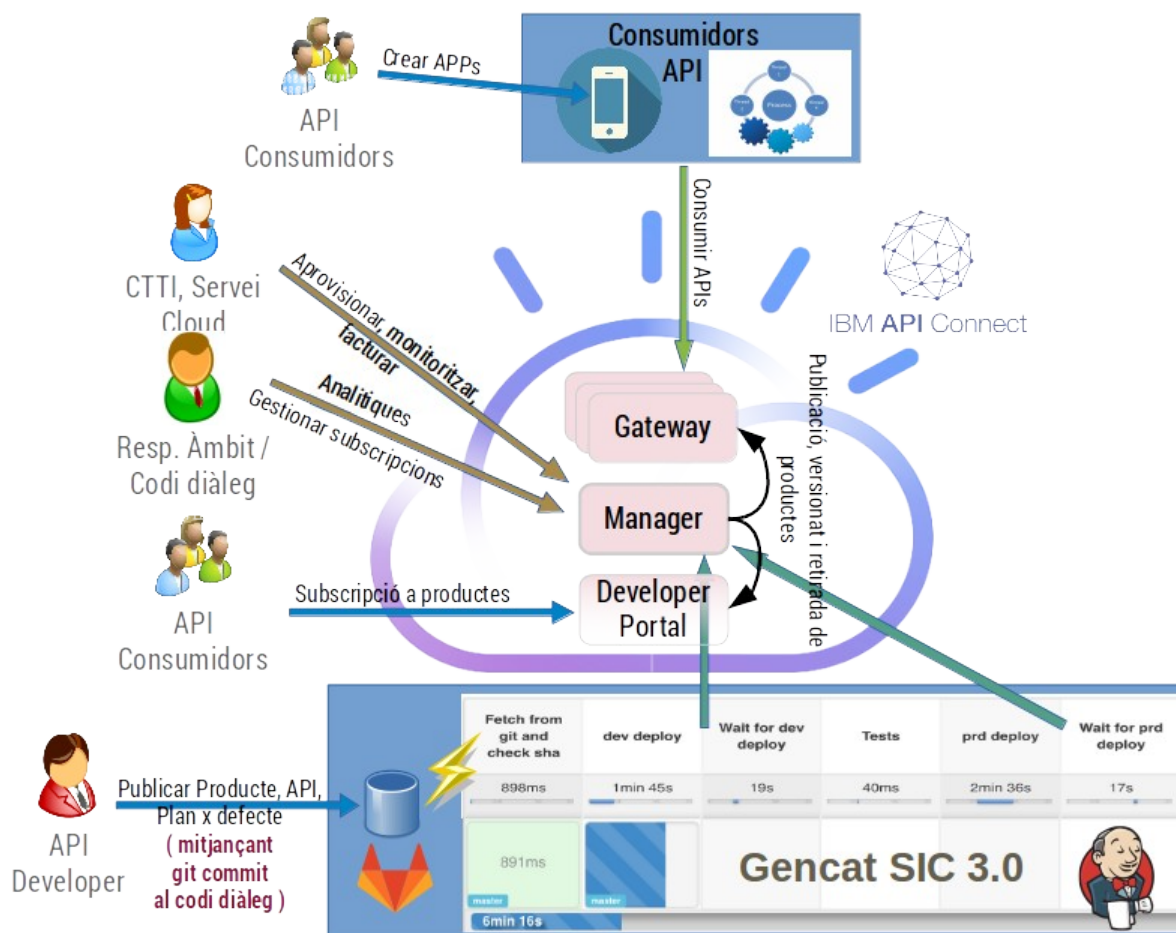 Consumidors
API
Crear APPs
API
Consumidors
Process
Consumir APIs
IBM API Connect
CTTI, Servei
Cloud
Aprovisionar, monitoritzar,
facturar
Resp. Àmbit /
Codi diàleg
Analitiques
Gestionar subscripcions
Gateway
Manager
Developer
Portal
Publicació, versionat i retirada de
productes
API
Consumidors
Subscripció a productes
API
Developer
Publicar Producte, API,
Plan x defecte
( mitjançant
git commit
al codi diàleg )
Fetch from
git and
check sha
dev deploy
Wait for dev
deploy
Tests
prd deploy
Wait for prd
deploy
898ms
1min 45s
19s
40ms
2min 36s
17s
891ms
master
master
Gencat SIC 3.0
6min 16s